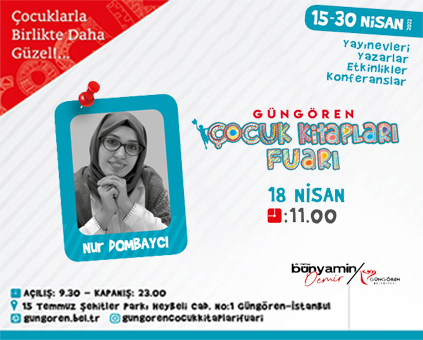 Çocuklarla
Birlikte Daha
Güzel!...
15-30 NİSAN
2022
Yayınevleri
Yazarlar
Etkinlikler
Konferanslar
GÜNGÖREN
ÇOCUK KİTAPLARI
FUARI
18 NİSAN
:11.00
NUR DOMBAYCI
bünyamin
Demir
GÜNGÖREN
BELEDİYESİ
AÇILIŞ: 9.30 - KAPANIŞ: 23.00
15 Temmuz Şehitler Parkı Heybeli Cad. No:1 Güngören-İstanbul
gungoren.bel.tr
gungorencocukkitaplarifuari